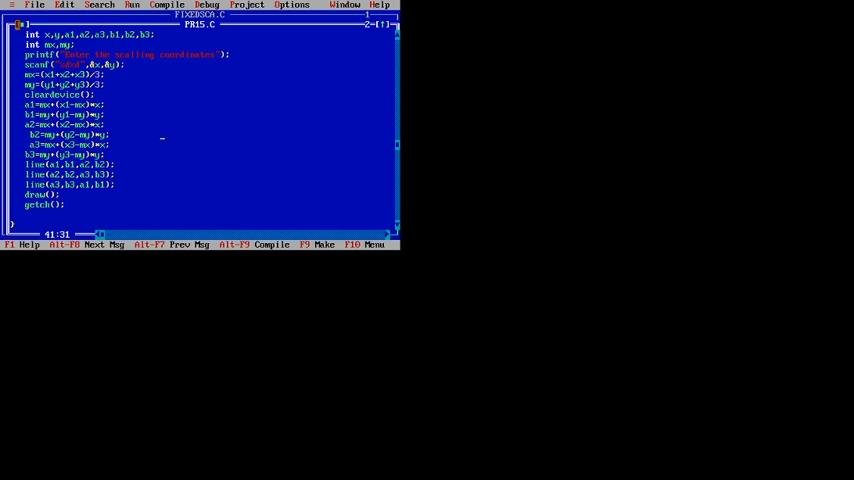 ≡ File Edit Search Run Compile Debug Project Options Window Help
FIXEDSCA.C 1
[■] PR15.C 2=[↑]
int x,y,a1,a2,a3,b1,b2,b3;
int mx,my;
printf("Enter the scalling coordinates");
scanf("%d%d",&x,&y);
mx=(x1+x2+x3)/3;
my=(y1+y2+y3)/3;
cleardevice();
a1=mx+(x1-mx)*x;
b1=my+(y1-my)*y;
a2=mx+(x2-mx)*x;
b2=my+(y2-my)*y;
a3=mx+(x3-mx)*x;
b3=my+(y3-my)*y;
line(a1,b1,a2,b2);
line(a2,b2,a3,b3);
line(a3,b3,a1,b1);
draw();
getch();
}
41:31
F1 Help Alt-F8 Next Msg Alt-F7 Prev Msg Alt-F9 Compile F9 Make F10 Menu